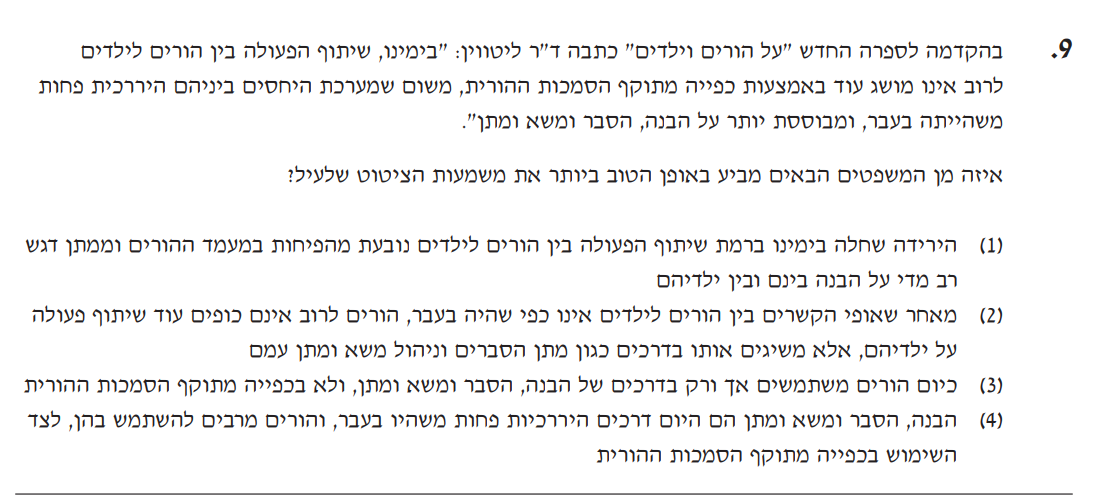 9. בהקדמה לספרה החדש "על הורים וילדים" כתבה ד"ר ליטווין: "בימינו, שיתוף הפעולה בין הורים לילדים
לרוב אינו מושג עוד באמצעות כפייה מתוקף הסמכות ההורית, משום שמערכת היחסים ביניהם היררכית פחות
משהייתה בעבר, ומבוססת יותר על הבנה, הסבר ומשא ומתן".
איזה מן המשפטים הבאים מביע באופן הטוב ביותר את משמעות הציטוט שלעיל?
(1) הירידה שחלה בימינו ברמת שיתוף הפעולה בין הורים לילדים נובעת מהפיחות במעמד ההורים וממתן דגש
רב מדי על הבנה בינם ובין ילדיהם
(2) מאחר שאופי הקשרים בין הורים לילדים אינו כפי שהיה בעבר, הורים לרוב אינם כופים עוד שיתוף פעולה
על ילדיהם, אלא משיגים אותו בדרכים כגון מתן הסברים וניהול משא ומתן עמם
(3) כיום הורים משתמשים אך ורק בדרכים של הבנה, הסבר ומשא ומתן, ולא בכפייה מתוקף הסמכות ההורית
(4) הבנה, הסבר ומשא ומתן הם היום דרכים היררכיות פחות משהיו בעבר, והורים מרבים להשתמש בהן, לצד
השימוש בכפייה מתוקף הסמכות ההורית